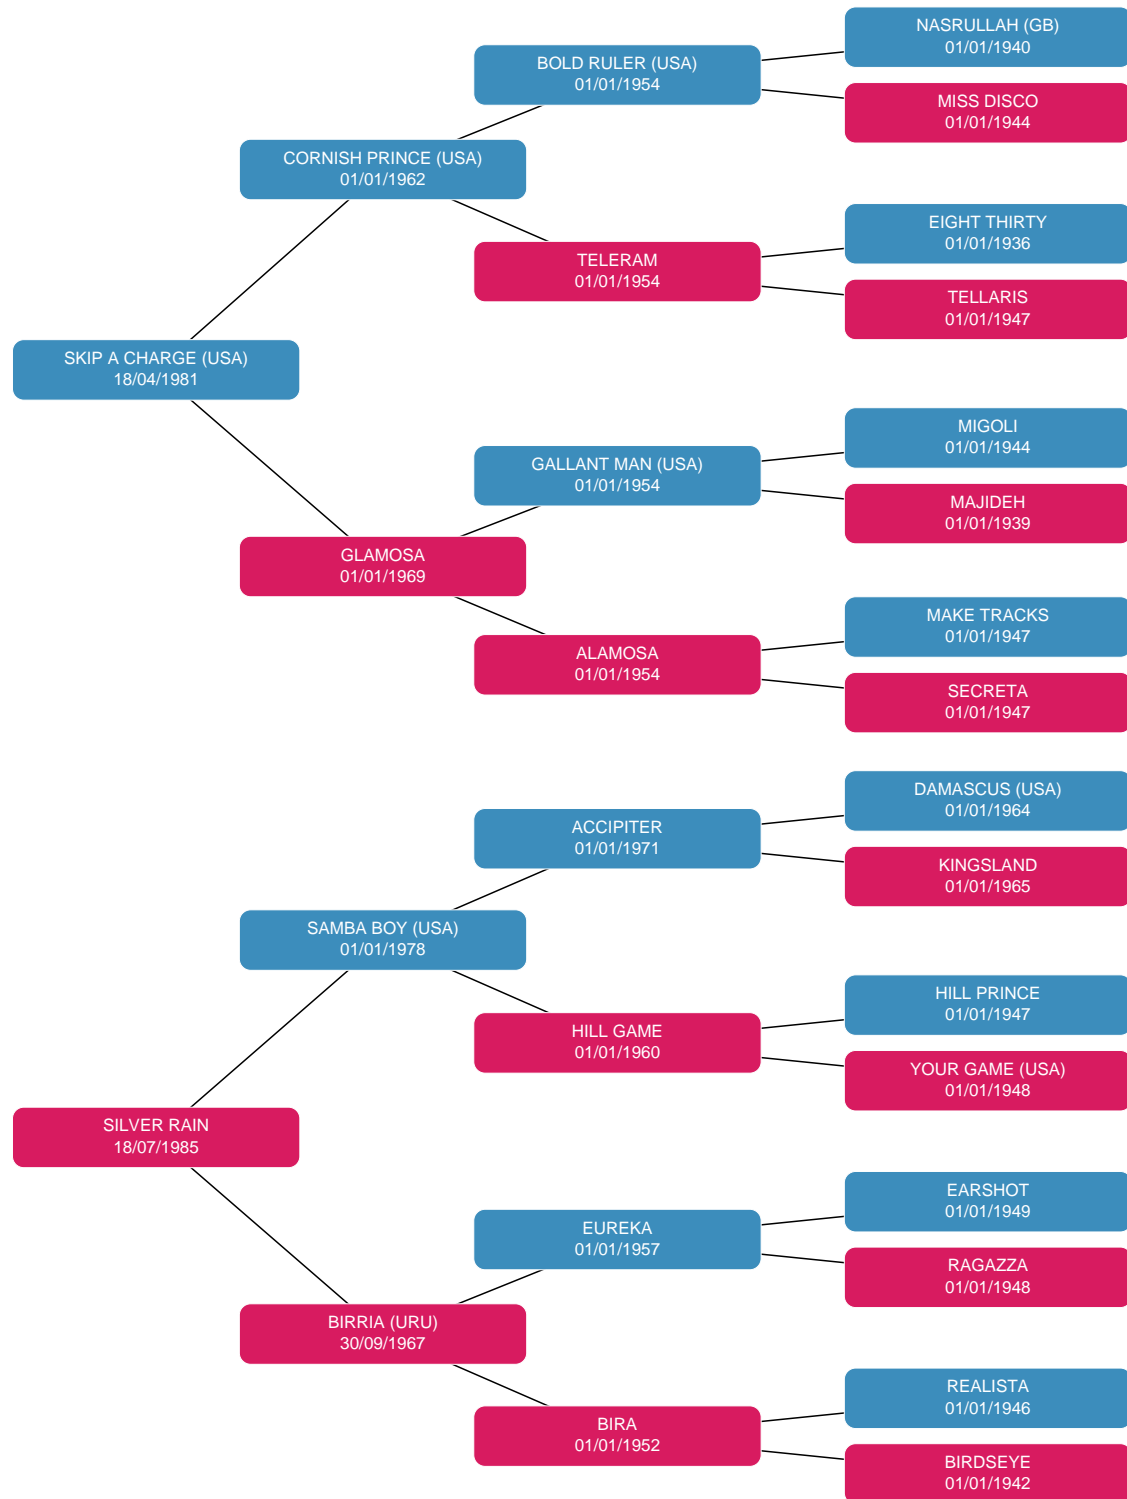 NASRULLAH (GB)
01/01/1940
BOLD RULER (USA)
01/01/1954
MISS DISCO
01/01/1944
CORNISH PRINCE (USA)
01/01/1962
EIGHT THIRTY
01/01/1936
TELERAM
01/01/1954
TELLARIS
01/01/1947
SKIP A CHARGE (USA)
18/04/1981
MIGOLI
01/01/1944
GALLANT MAN (USA)
01/01/1954
MAJIDEH
01/01/1939
GLAMOSA
01/01/1969
MAKE TRACKS
01/01/1947
ALAMOSA
01/01/1954
SECRETA
01/01/1947
DAMASCUS (USA)
01/01/1964
ACCIPITER
01/01/1971
KINGSLAND
01/01/1965
SAMBA BOY (USA)
01/01/1978
HILL PRINCE
01/01/1947
HILL GAME
01/01/1960
YOUR GAME (USA)
01/01/1948
SILVER RAIN
18/07/1985
EARSHOT
01/01/1949
EUREKA
01/01/1957
RAGAZZA
01/01/1948
BIRRIA (URU)
30/09/1967
REALISTA
01/01/1946
BIRA
01/01/1952
BIRDSEYE
01/01/1942